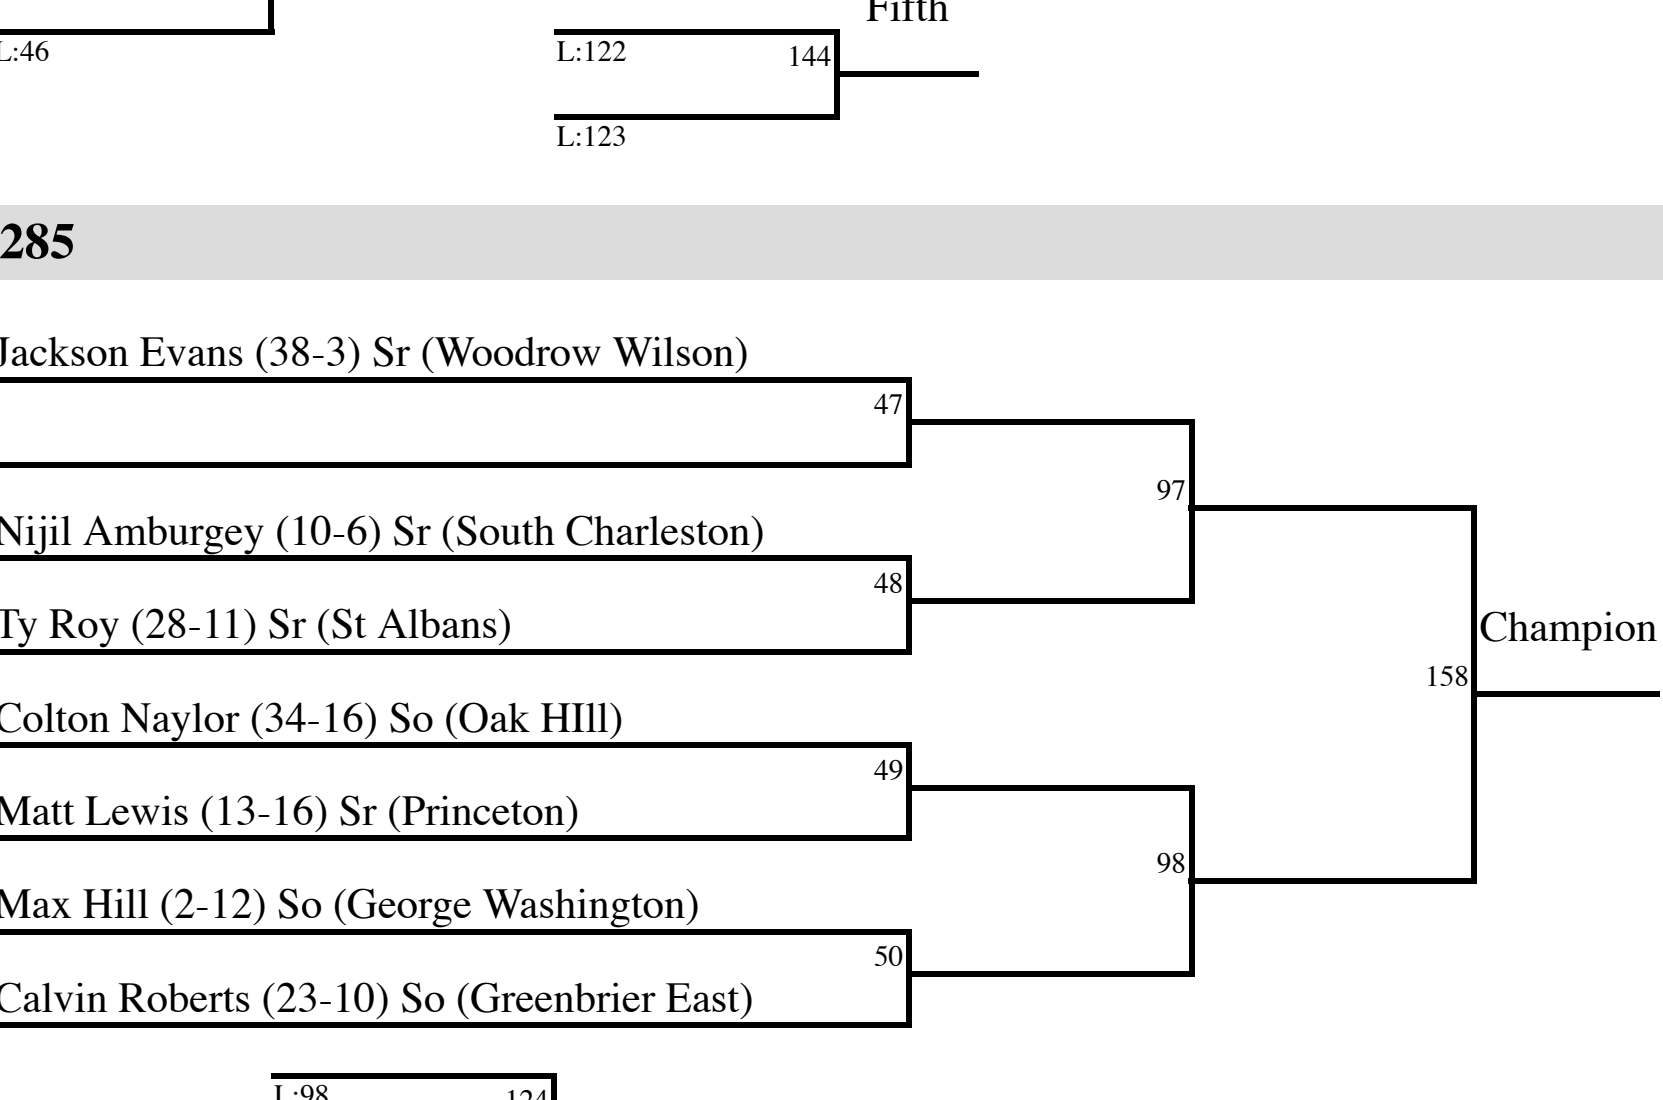 Fifth
L:46
L:122
144
L:123
285
Jackson Evans (38-3) Sr (Woodrow Wilson)
47
97
Nijil Amburgey (10-6) Sr (South Charleston)
48
Ty Roy (28-11) Sr (St Albans)
Champion
158
Colton Naylor (34-16) So (Oak HIll)
49
Matt Lewis (13-16) Sr (Princeton)
98
Max Hill (2-12) So (George Washington)
50
Calvin Roberts (23-10) So (Greenbrier East)
L:98
124